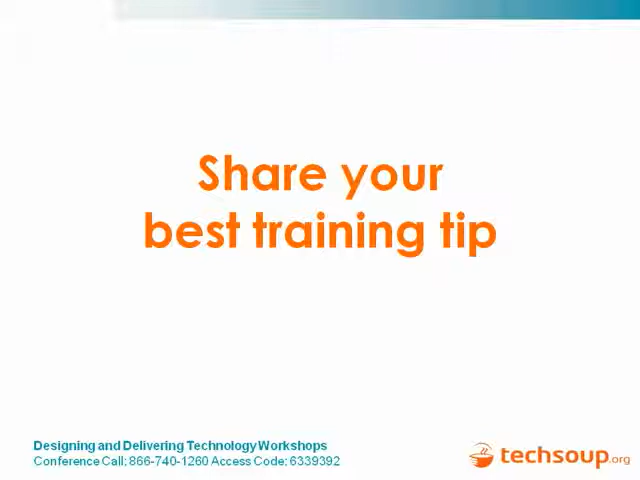 Share your
best training tip
Designing and Delivering Technology Workshops
Conference Call: 866-740-1260 Access Code: 6339392
techsoup.org